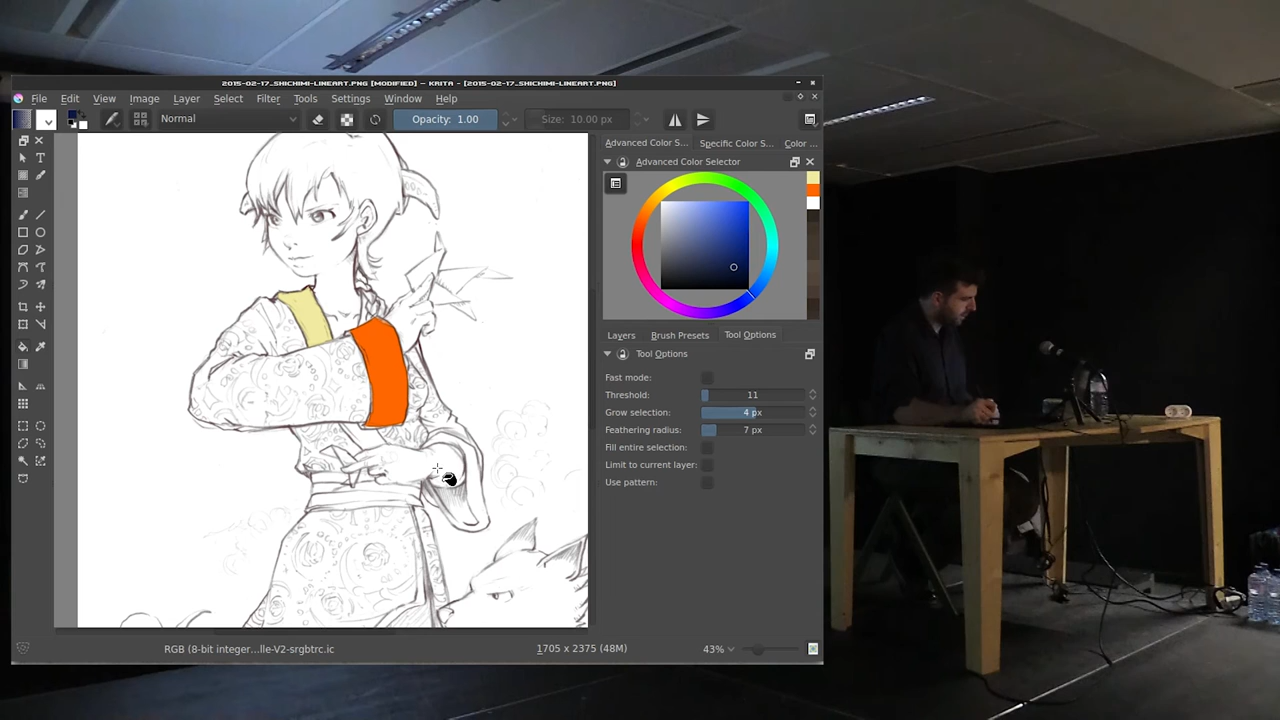 2015-02-17_SHICHIMI-LINEART.PNG [MODIFIED] – KRITA - [2015-02-17_SHICHIMI-LINEART.PNG]
File Edit View Image Layer Select Filter Tools Settings Window Help
Normal Opacity: 1.00 Size: 10.00 px
Advanced Color S... Specific Color S... Color ...
Advanced Color Selector
Layers Brush Presets Tool Options
Tool Options
Fast mode:
Threshold: 11
Grow selection: 4 px
Feathering radius: 7 px
Fill entire selection:
Limit to current layer:
Use pattern:
RGB (8-bit integer...lle-V2-srgbtrc.ic 1705 x 2375 (48M) 43%